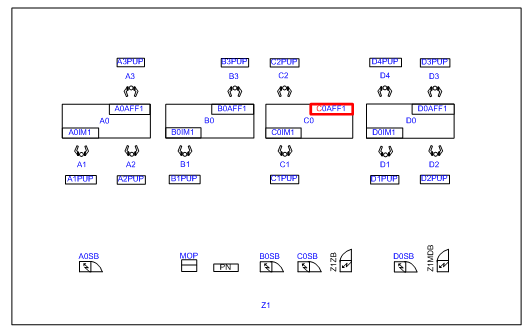 A3PUP B3PUP C2PUP D4PUP D3PUP
A3 B3 C2 D4 D3
A0AFF1 B0AFF1 C0AFF1 D0AFF1
A0 B0 C0 D0
A0IM1 B0IM1 C0IM1 D0IM1
A1 A2 B1 C1 D1 D2
A1PUP A2PUP B1PUP C1PUP D1PUP D2PUP
A0SB MOP PN B0SB C0SB Z1ZB D0SB Z1MDB
Z1